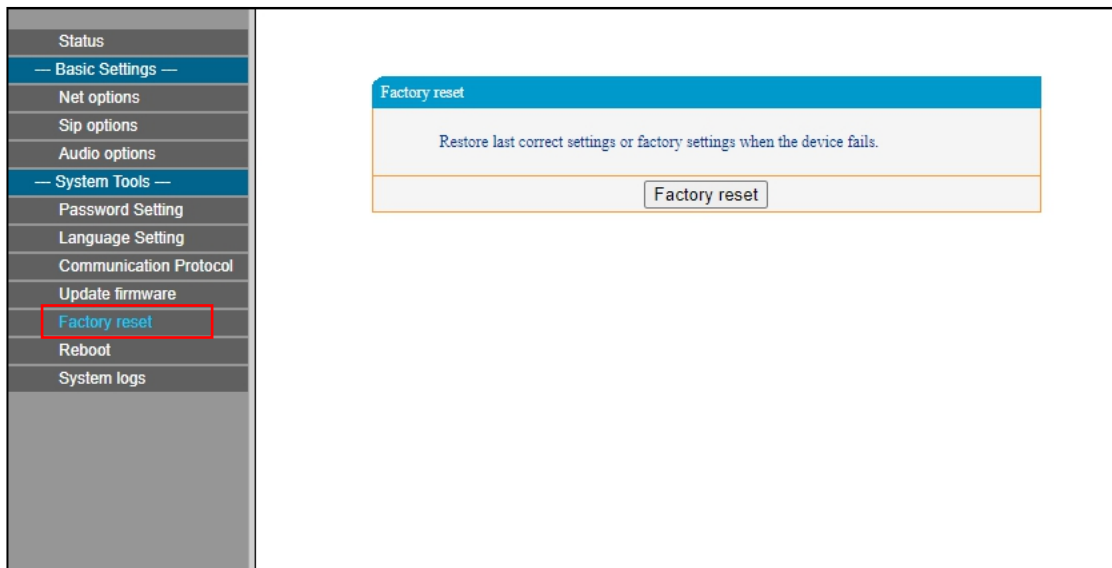 Status
— Basic Settings —
Net options
Sip options
Audio options
— System Tools —
Password Setting
Language Setting
Communication Protocol
Update firmware
Factory reset
Reboot
System logs
Factory reset
Restore last correct settings or factory settings when the device fails.
Factory reset